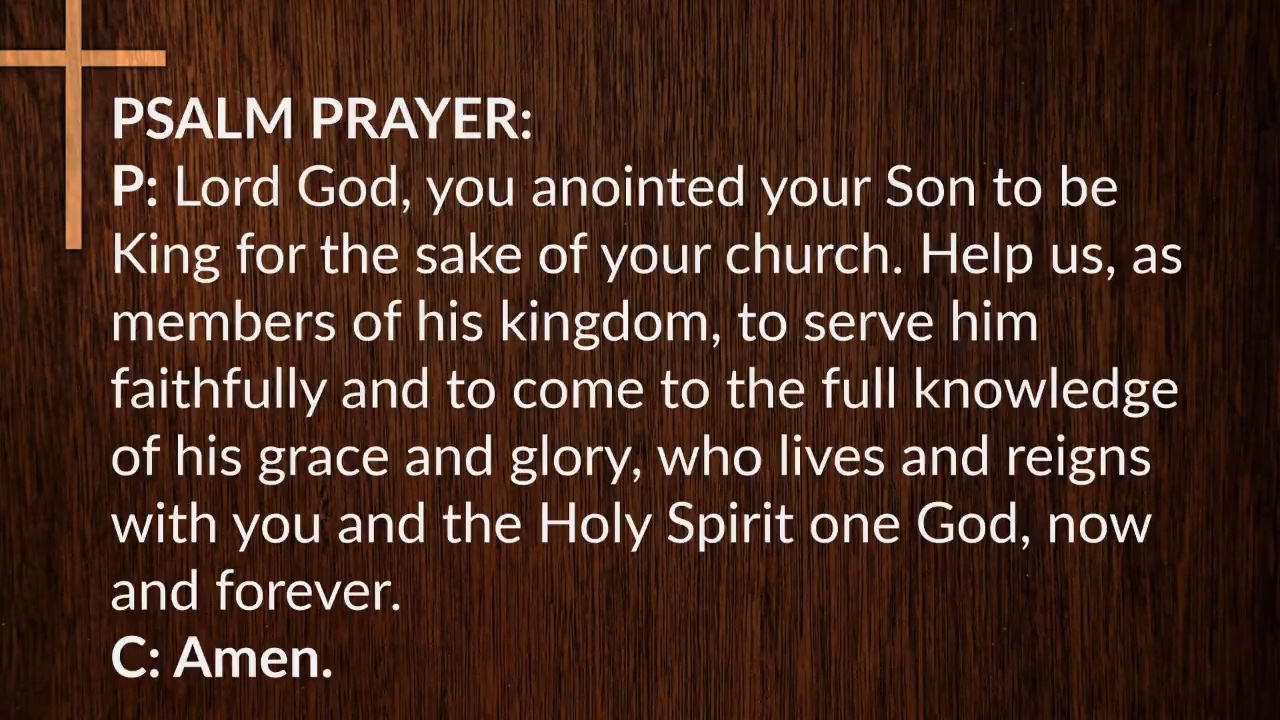 PSALM PRAYER:
P: Lord God, you anointed your Son to be
King for the sake of your church. Help us, as
members of his kingdom, to serve him
faithfully and to come to the full knowledge
of his grace and glory, who lives and reigns
with you and the Holy Spirit one God, now
and forever.
C: Amen.